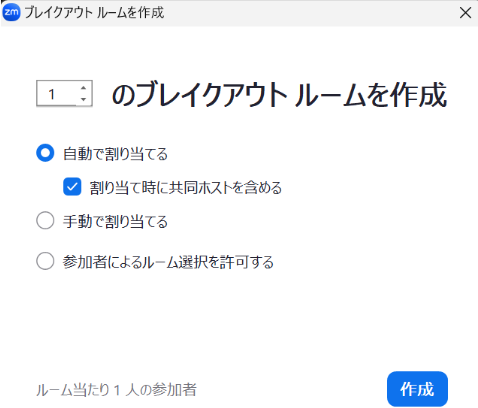 zm ブレイクアウト ルームを作成
1 のブレイクアウト ルームを作成
自動で割り当てる
割り当て時に共同ホストを含める
手動で割り当てる
参加者によるルーム選択を許可する
ルーム当たり 1 人の参加者
作成